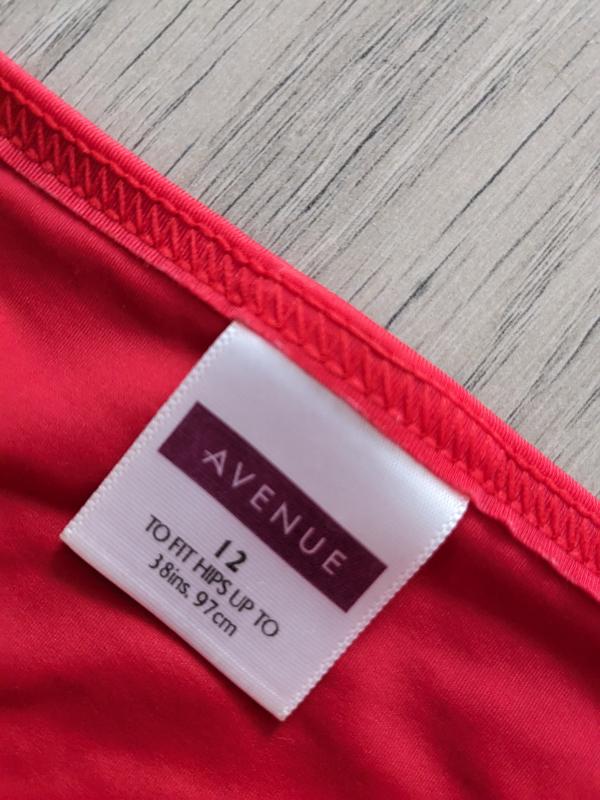 AVENUE
12
TO FIT HIPS UP TO
38ins. 97cm